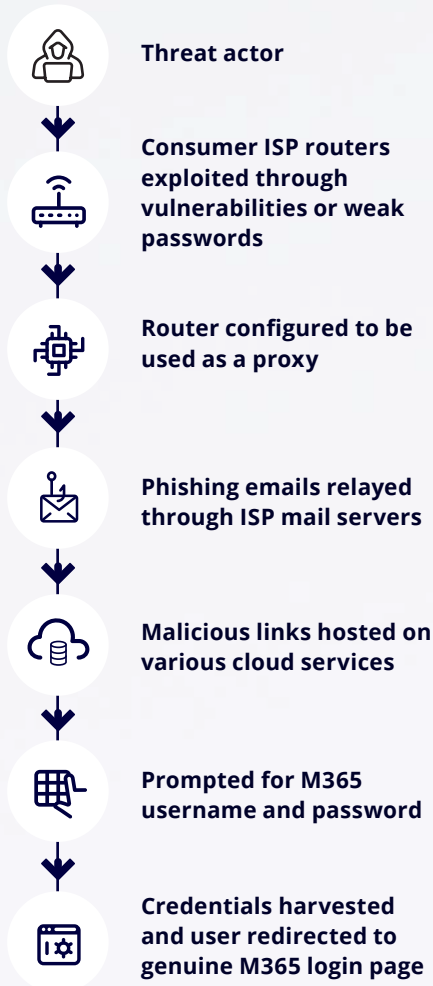 Threat actor
Consumer ISP routers
exploited through
vulnerabilities or weak
passwords
Router configured to be
used as a proxy
Phishing emails relayed
through ISP mail servers
Malicious links hosted on
various cloud services
Prompted for M365
username and password
Credentials harvested
and user redirected to
genuine M365 login page